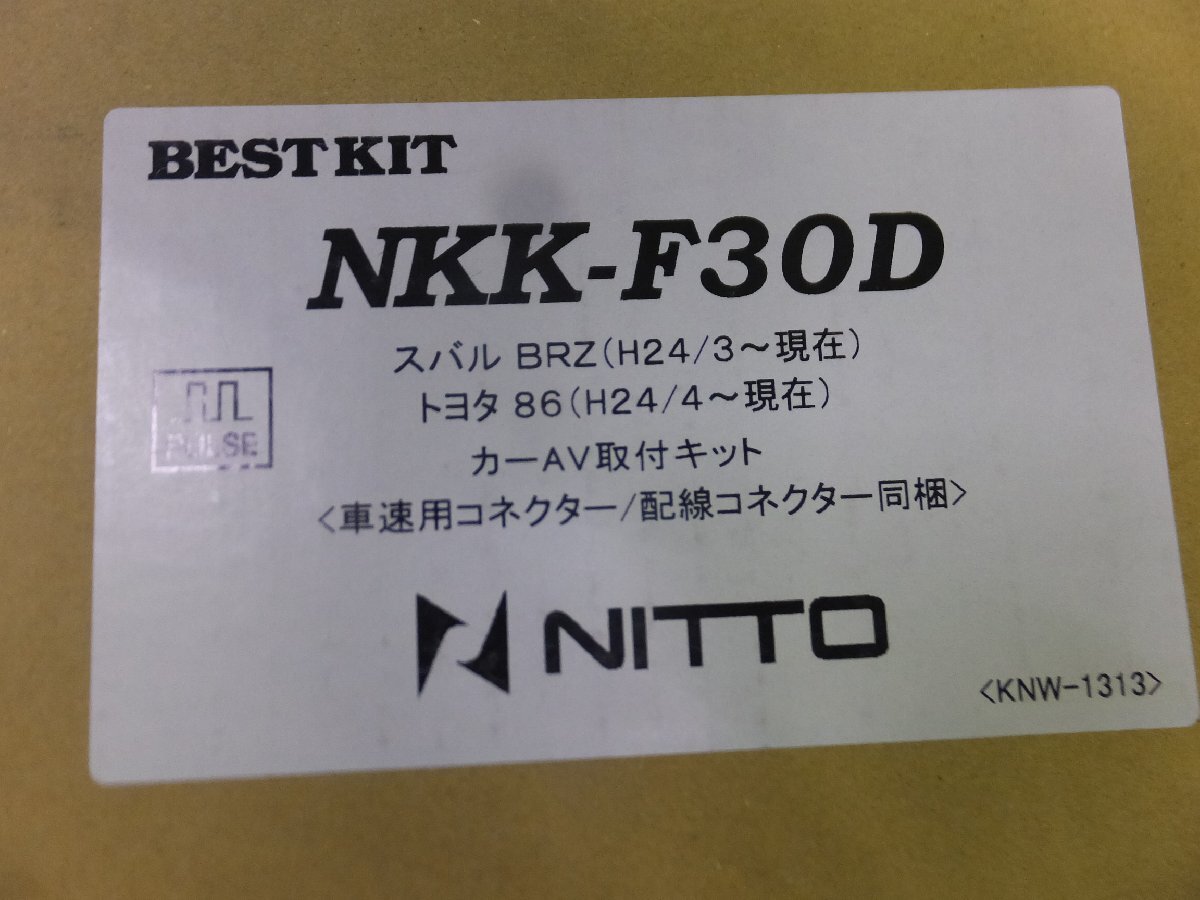 BEST KIT
NKK-F30D
スバル BRZ(H24/3～現在)
トヨタ 86(H24/4～現在)
PULSE
カーAV取付キット
<車速用コネクター/配線コネクター同梱>
NITTO
<KNW-1313>